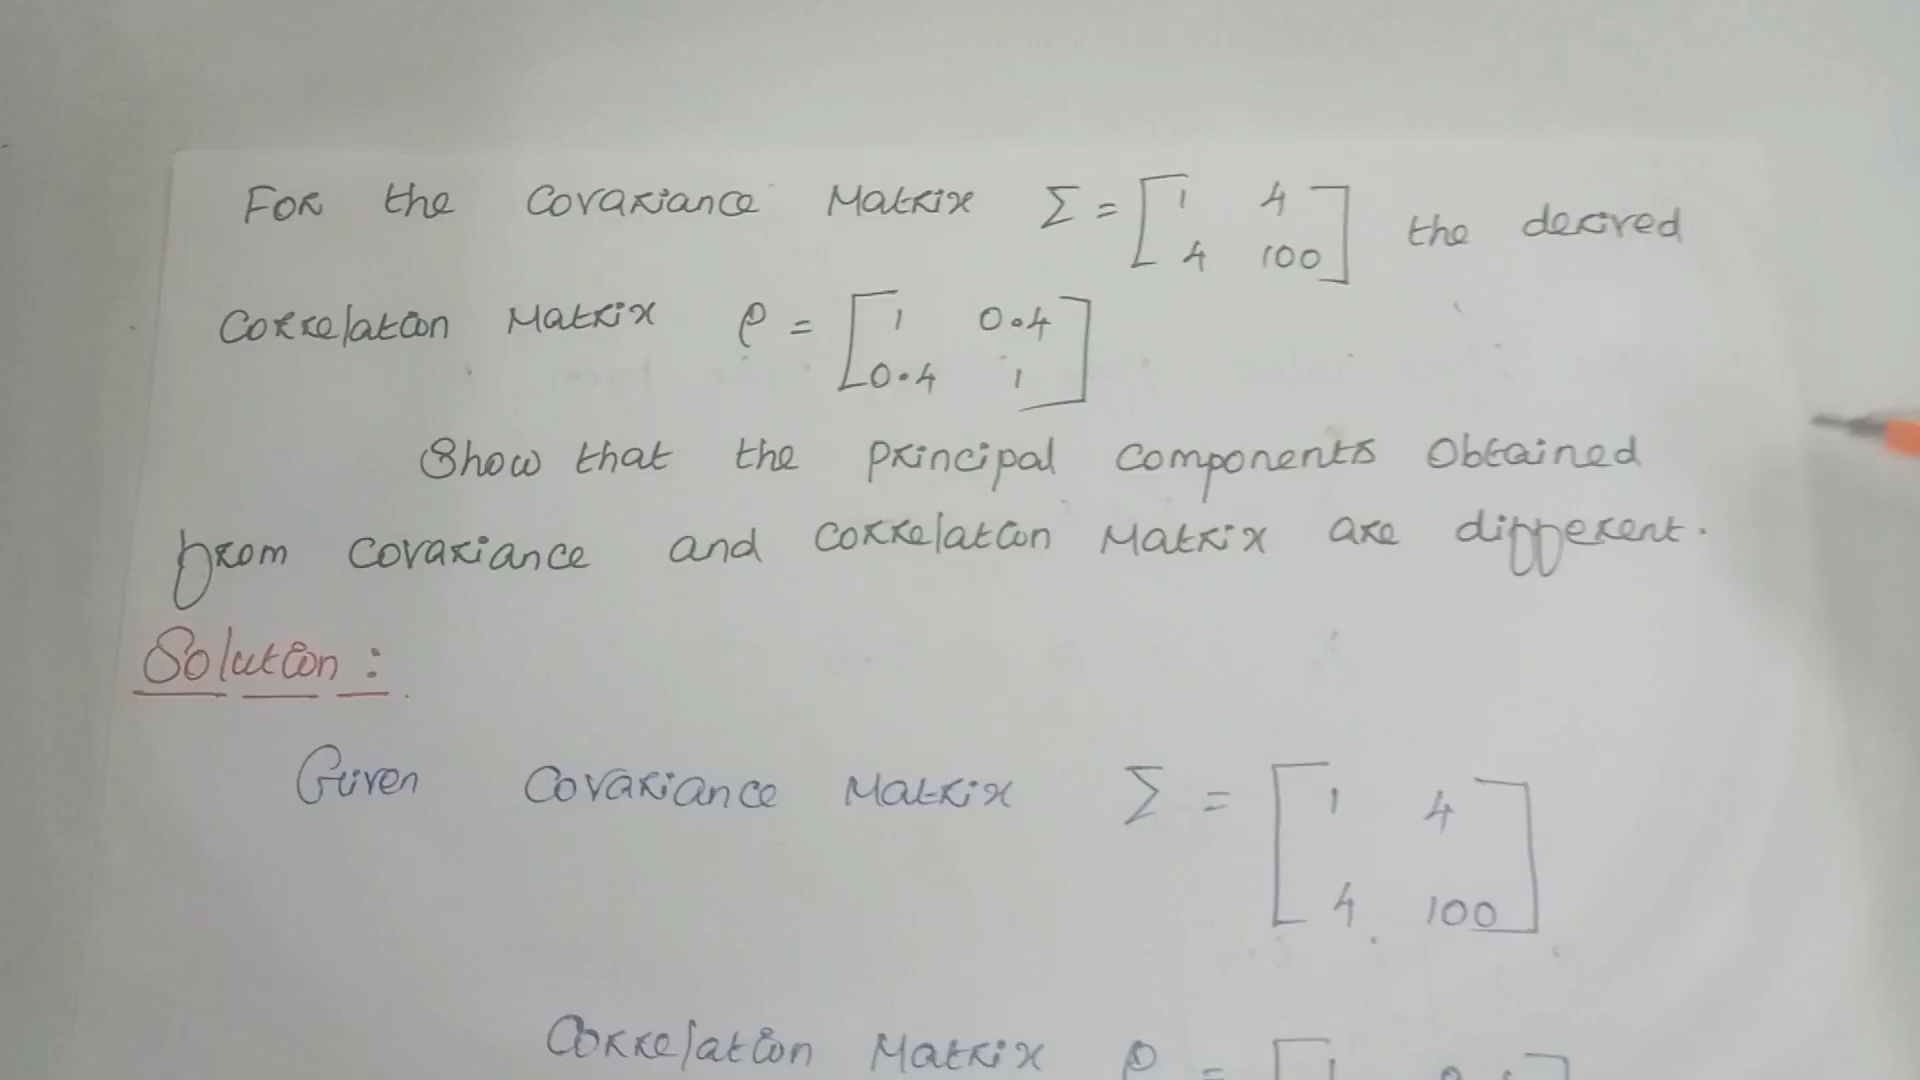 For the Covariance Matrix Σ = [1 4
4 100] the derived
Correlation Matrix ρ = [1 0.4
0.4 1]
Show that the principal components obtained
from covariance and correlation Matrix are different.
Solution :
Given Covariance Matrix Σ = [1 4
4 100]
Correlation Matrix ρ = [1